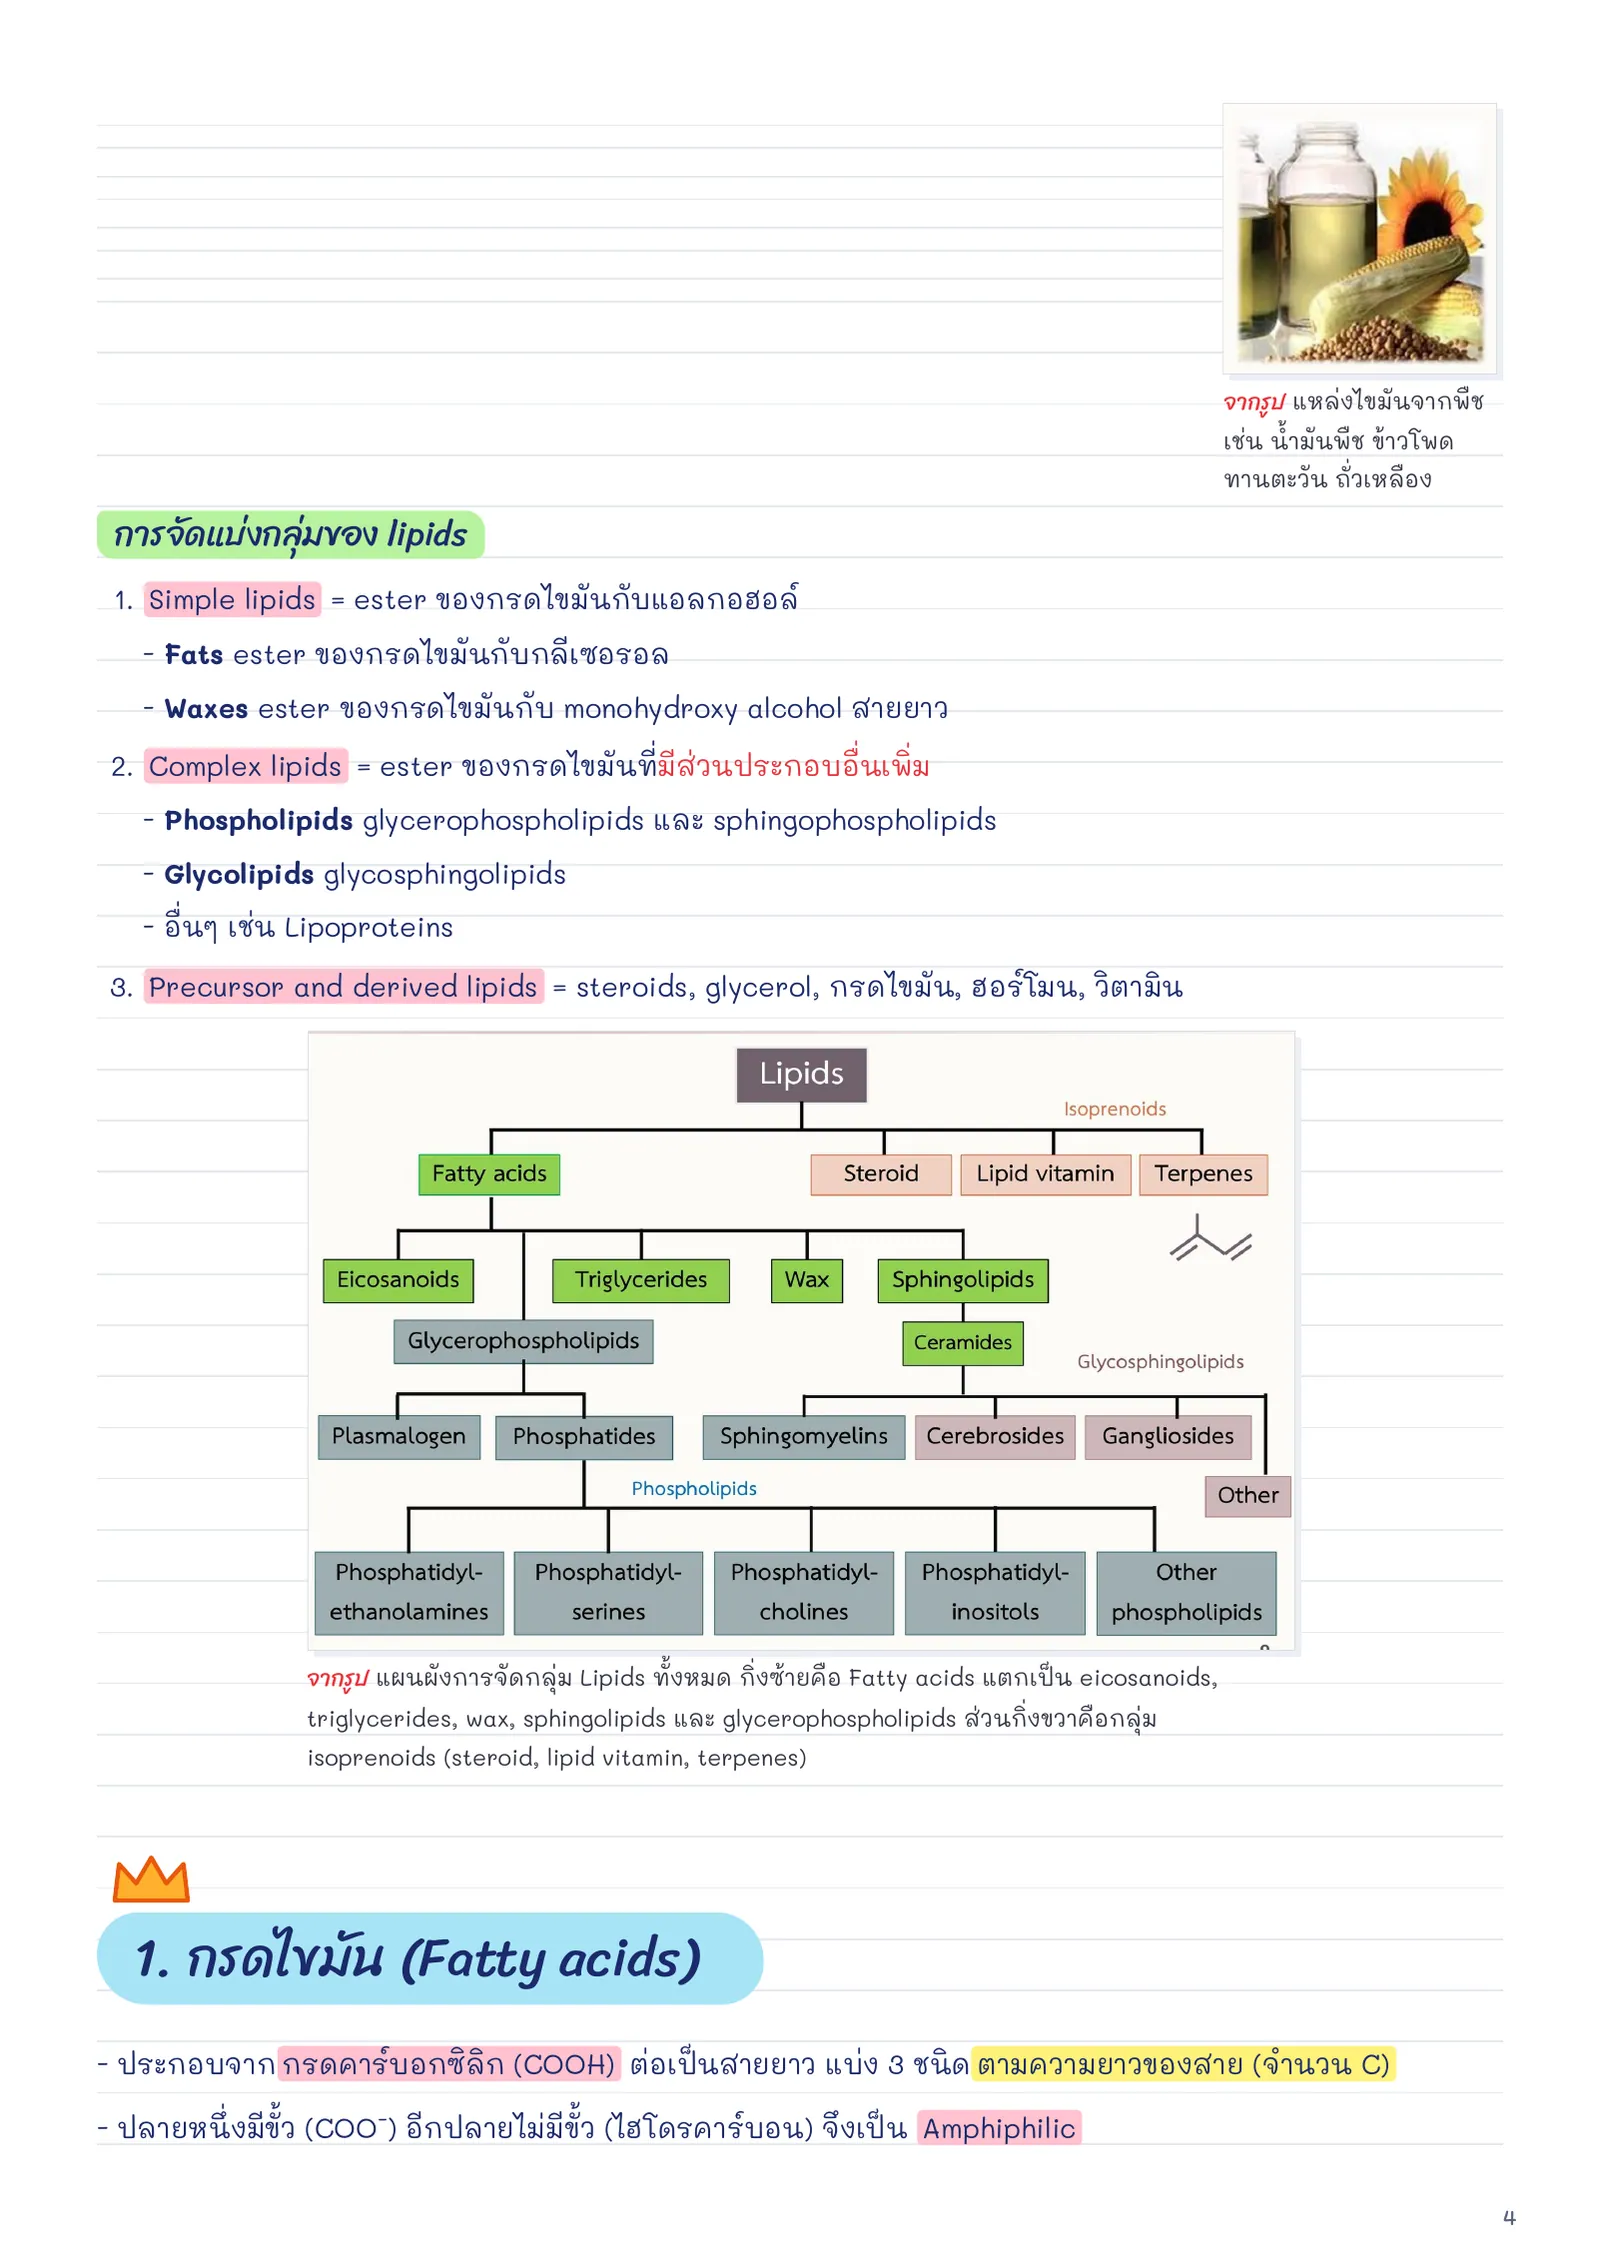 จากรูป แหล่งไขมันจากพืช
เช่น น้ำมันพืช ข้าวโพด
ทานตะวัน ถั่วเหลือง
การจัดแบ่งกลุ่มของ lipids
1. Simple lipids = ester ของกรดไขมันกับแอลกอฮอล์
- Fats ester ของกรดไขมันกับกลีเซอรอล
- Waxes ester ของกรดไขมันกับ monohydroxy alcohol สายยาว
2. Complex lipids = ester ของกรดไขมันที่มีส่วนประกอบอื่นเพิ่ม
- Phospholipids glycerophospholipids และ sphingophospholipids
- Glycolipids glycosphingolipids
- อื่นๆ เช่น Lipoproteins
3. Precursor and derived lipids = steroids, glycerol, กรดไขมัน, ฮอร์โมน, วิตามิน
Lipids
Isoprenoids
Fatty acids Steroid Lipid vitamin Terpenes
Eicosanoids Triglycerides Wax Sphingolipids
Glycerophospholipids Ceramides
Glycosphingolipids
Plasmalogen Phosphatides Sphingomyelins Cerebrosides Gangliosides
Phospholipids
Other
Phosphatidyl- Phosphatidyl- Phosphatidyl- Phosphatidyl- Other
ethanolamines serines cholines inositols phospholipids
จากรูป แผนผังการจัดกลุ่ม Lipids ทั้งหมด กิ่งซ้ายคือ Fatty acids แตกเป็น eicosanoids,
triglycerides, wax, sphingolipids และ glycerophospholipids ส่วนกิ่งขวาคือกลุ่ม
isoprenoids (steroid, lipid vitamin, terpenes)
1. กรดไขมัน (Fatty acids)
- ประกอบจาก กรดคาร์บอกซิลิก (COOH) ต่อเป็นสายยาว แบ่ง 3 ชนิด ตามความยาวของสาย (จำนวน C)
- ปลายหนึ่งมีขั้ว (COO⁻) อีกปลายไม่มีขั้ว (ไฮโดรคาร์บอน) จึงเป็น Amphiphilic
4